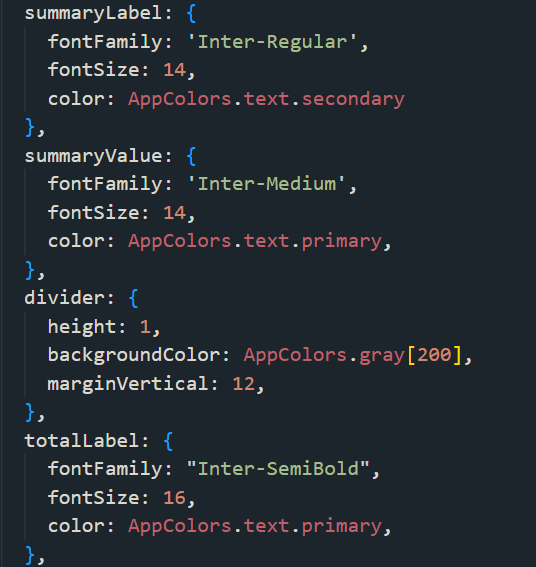 summaryLabel: {
  fontFamily: 'Inter-Regular',
  fontSize: 14,
  color: AppColors.text.secondary
},
summaryValue: {
  fontFamily: 'Inter-Medium',
  fontSize: 14,
  color: AppColors.text.primary,
},
divider: {
  height: 1,
  backgroundColor: AppColors.gray[200],
  marginVertical: 12,
},
totalLabel: {
  fontFamily: "Inter-SemiBold",
  fontSize: 16,
  color: AppColors.text.primary,
},